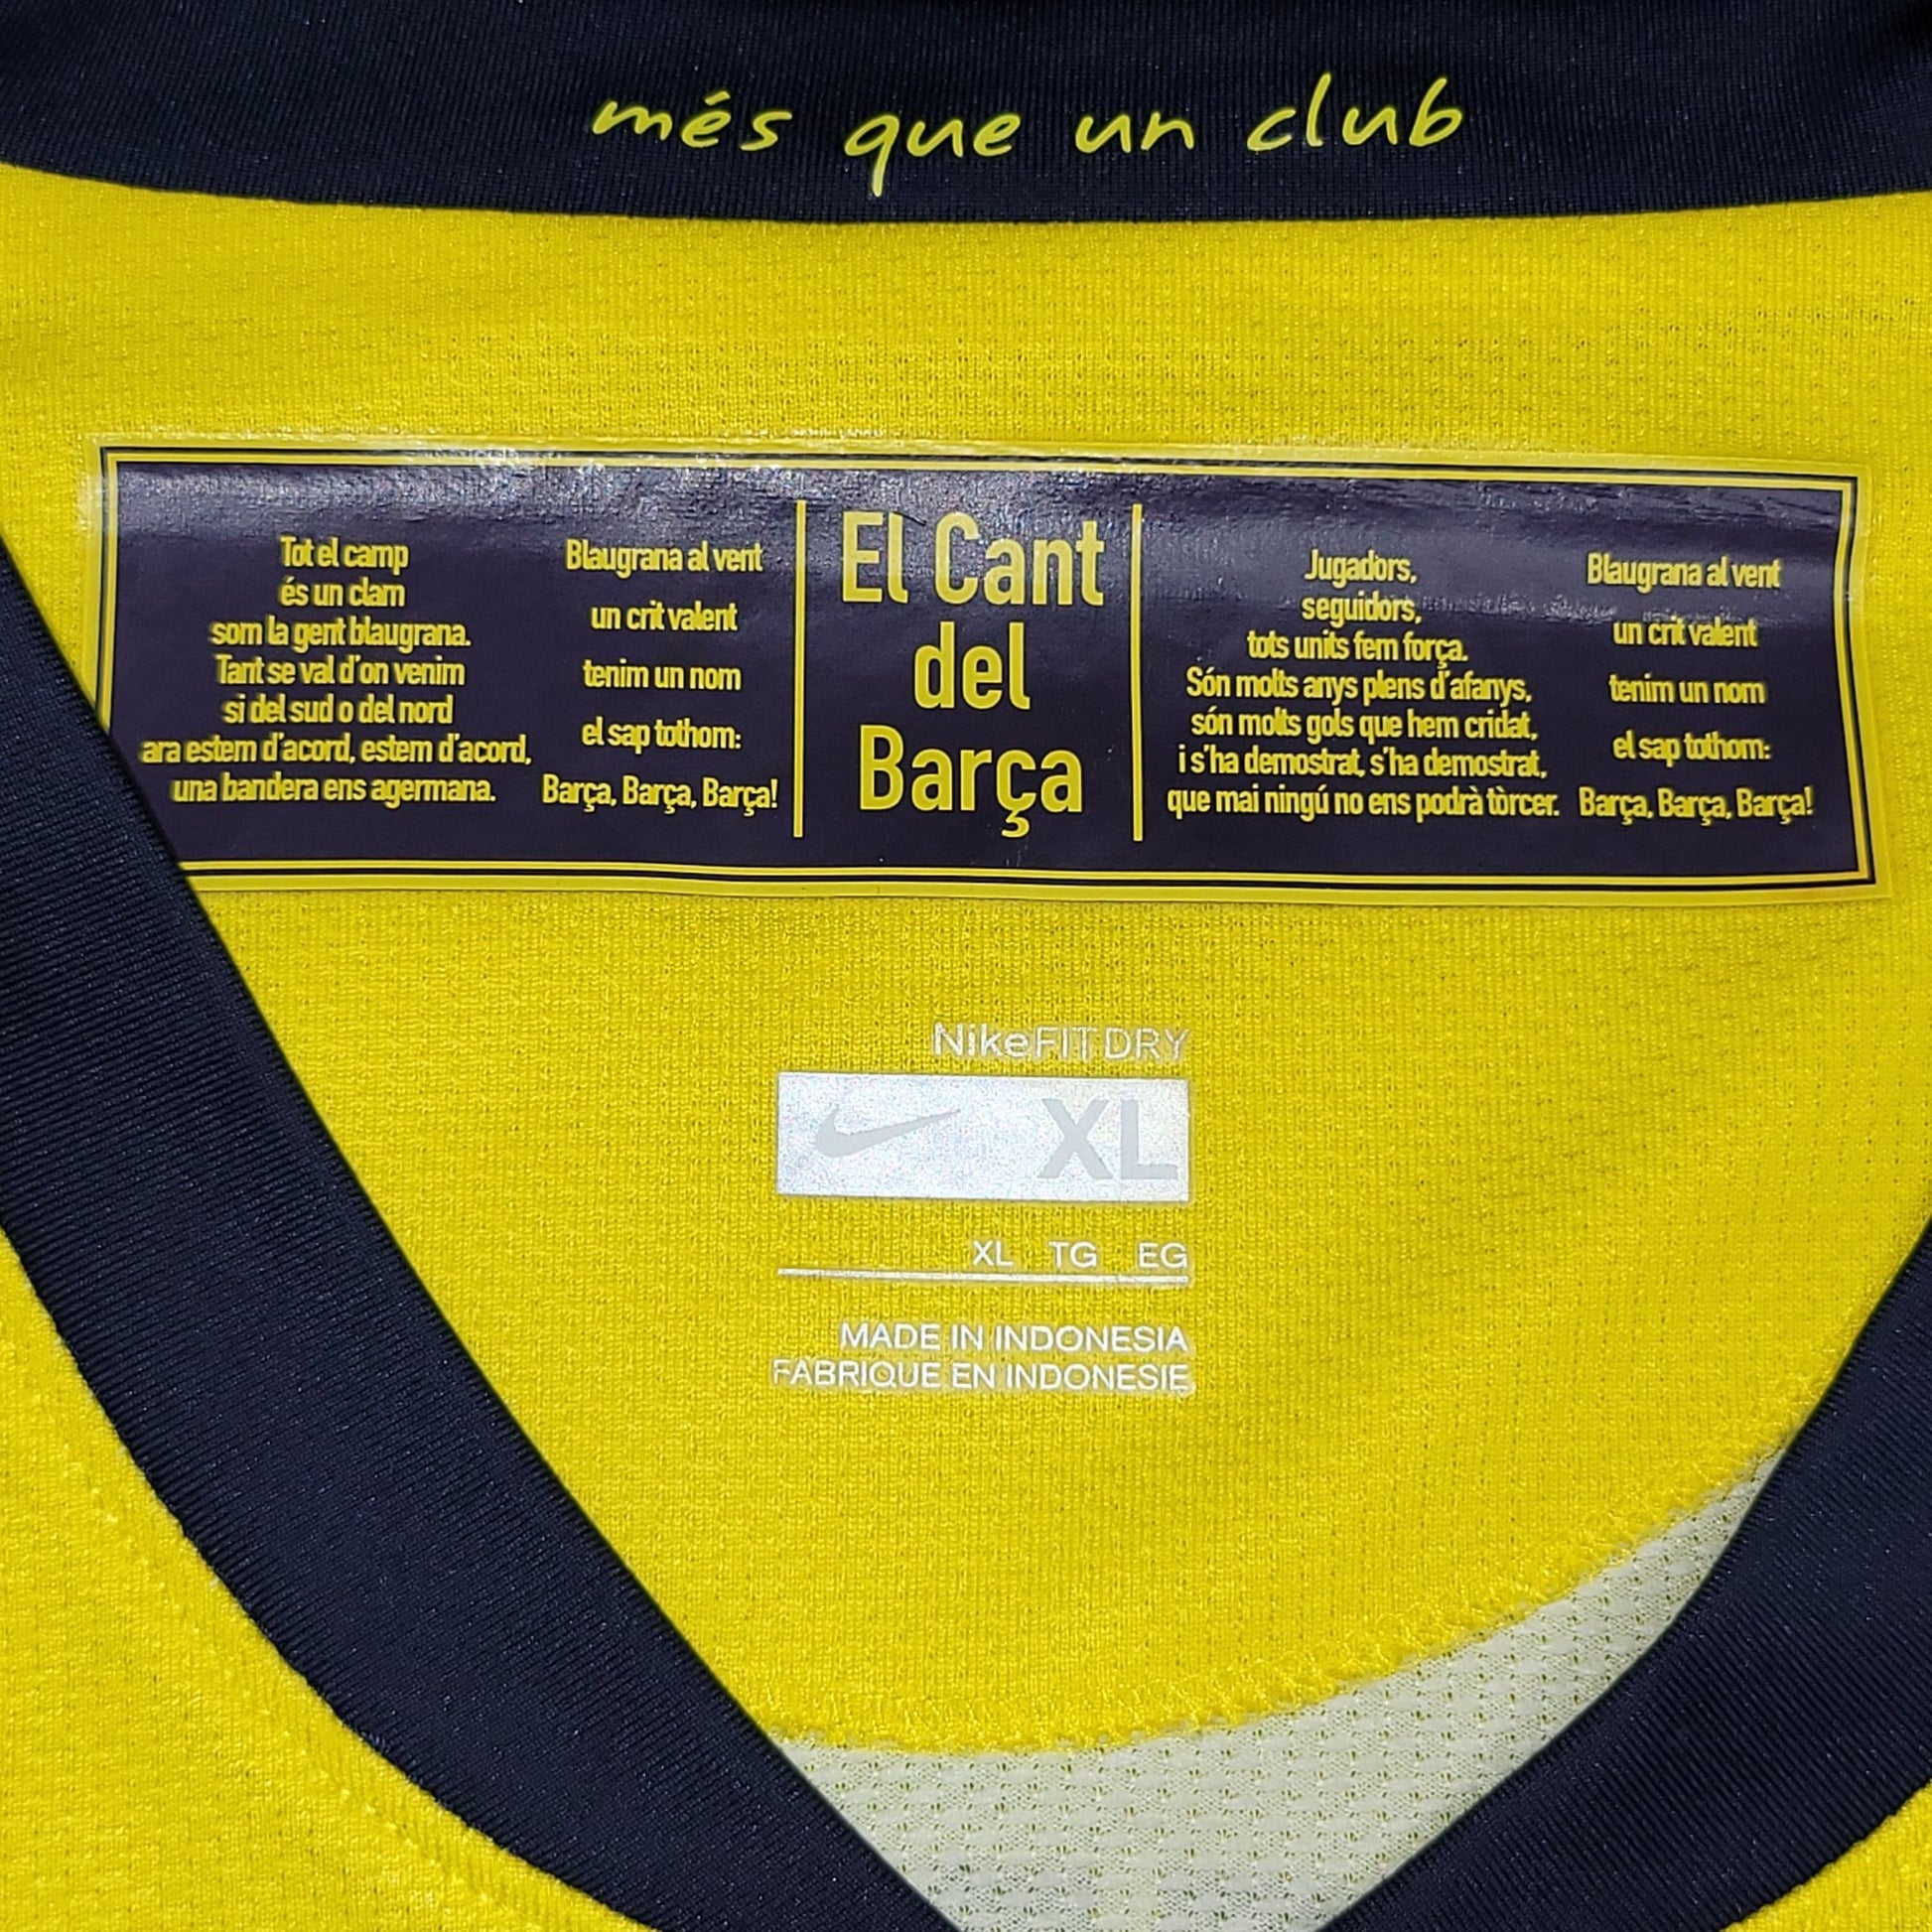 més que un club
Tot el camp
és un clam
som la gent blaugrana.
Tant se val d'on venim
si del sud o del nord
ara estem d'acord, estem d'acord,
una bandera ens agermana.
Blaugrana al vent
un crit valent
tenim un nom
el sap tothom:
Barça, Barça, Barça!
El Cant
del
Barça
Jugadors,
seguidors,
tots units fem força.
Són molts anys plens d'afanys,
són molts gols que hem cridat,
i s'ha demostrat, s'ha demostrat,
que mai ningú no ens podrà tòrcer.
Blaugrana al vent
un crit valent
tenim un nom
el sap tothom:
Barça, Barça, Barça!
NikeFIT DRY
XL
XL TG EG
MADE IN INDONESIA
FABRIQUE EN INDONESIE